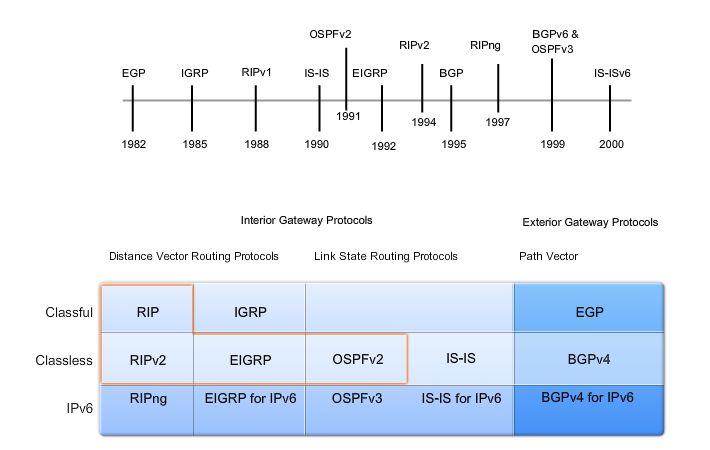 OSPFv2
RIPv2
RIPng
BGPv6 &
OSPFv3
EGP
IGRP
RIPv1
IS-IS
EIGRP
BGP
IS-ISv6
1982
1985
1988
1990
1991
1992
1994
1995
1997
1999
2000
Interior Gateway Protocols
Exterior Gateway Protocols
Distance Vector Routing Protocols
Link State Routing Protocols
Path Vector
Classful
RIP
IGRP
EGP
Classless
RIPv2
EIGRP
OSPFv2
IS-IS
BGPv4
IPv6
RIPng
EIGRP for IPv6
OSPFv3
IS-IS for IPv6
BGPv4 for IPv6